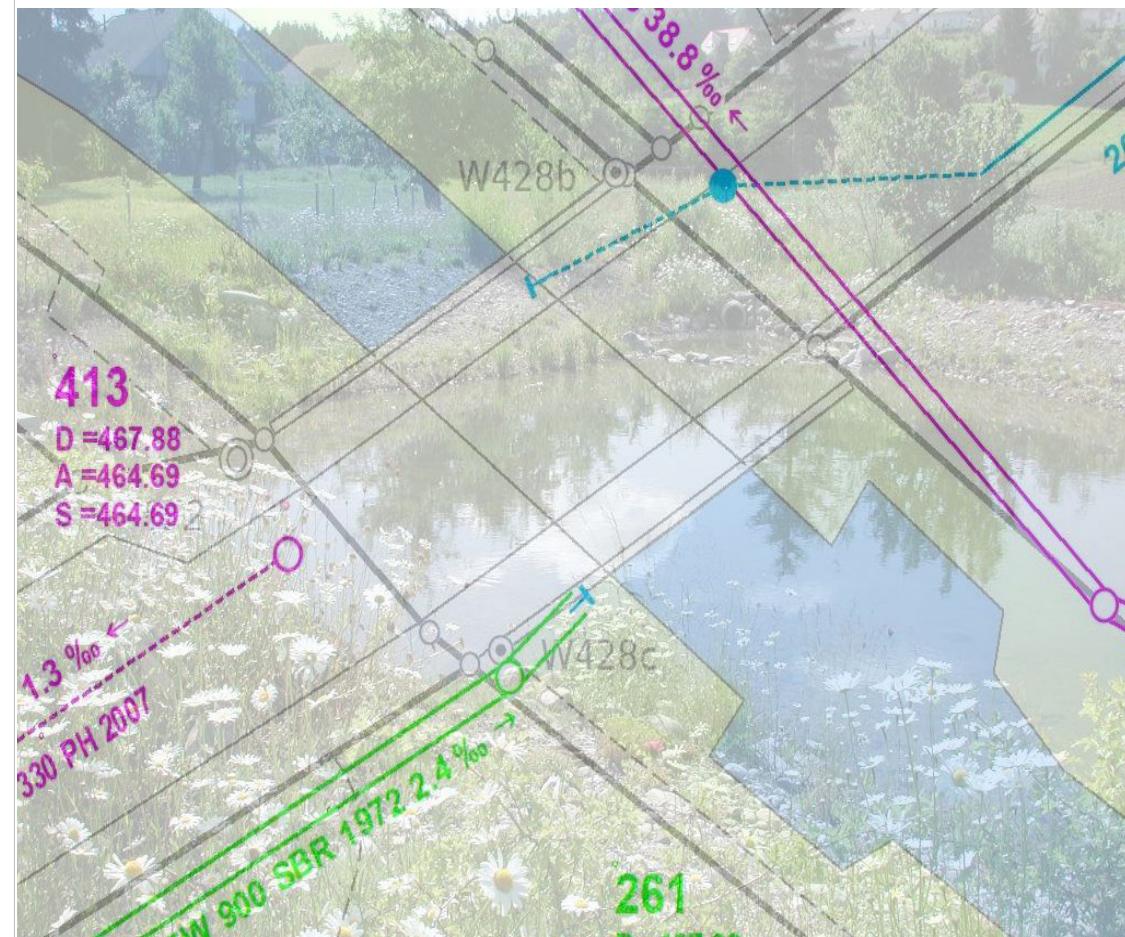 38.8 ‰ ←
W428b
413
D =467.88
A =464.69
S =464.69
1.3 ‰ ←
330 PH 2007
W428c
W 900 SBR 1972 2.4 ‰ →
261